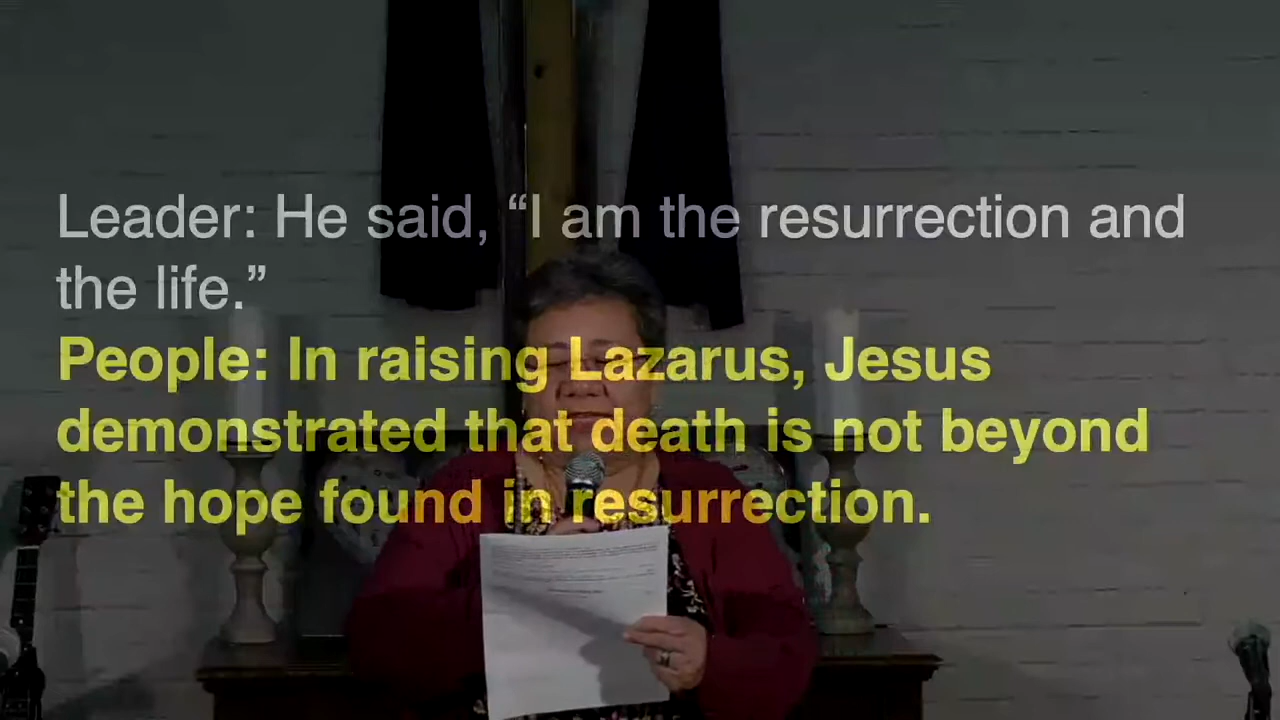 Leader: He said, “I am the resurrection and
the life.”
People: In raising Lazarus, Jesus
demonstrated that death is not beyond
the hope found in resurrection.